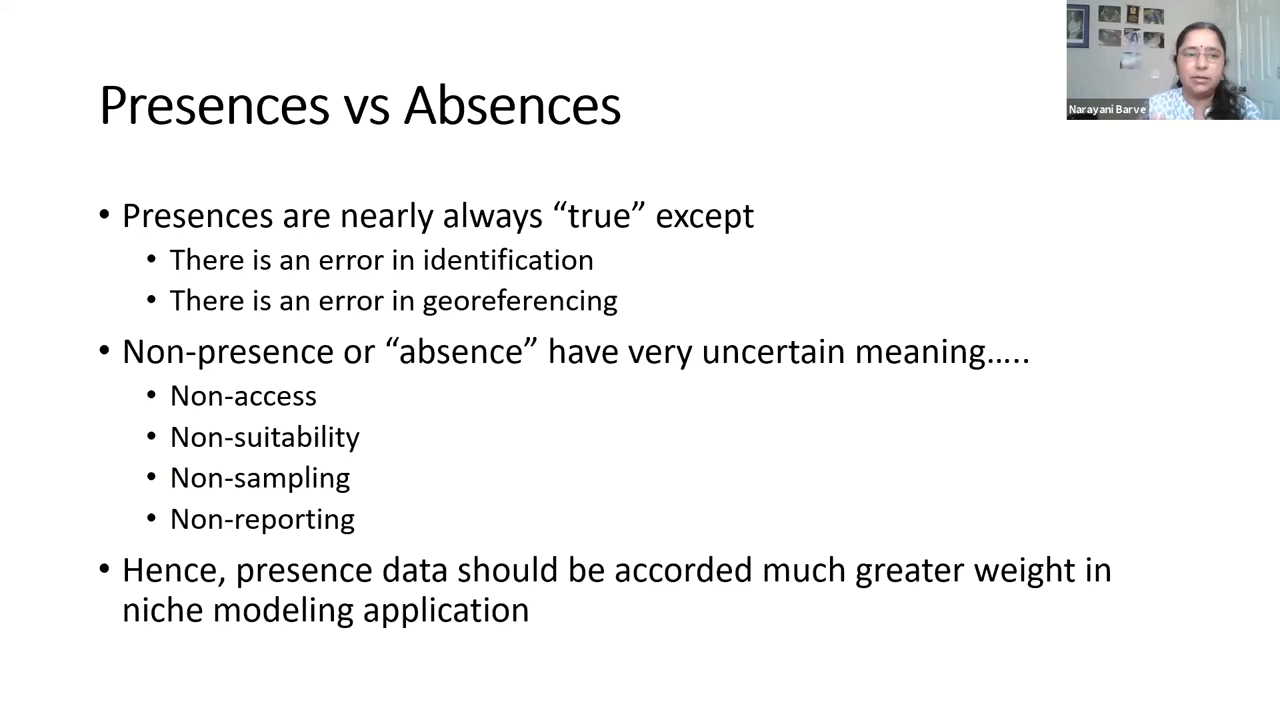 Narayani Barve
Presences vs Absences
• Presences are nearly always “true” except
• There is an error in identification
• There is an error in georeferencing
• Non-presence or “absence” have very uncertain meaning…..
• Non-access
• Non-suitability
• Non-sampling
• Non-reporting
• Hence, presence data should be accorded much greater weight in
niche modeling application